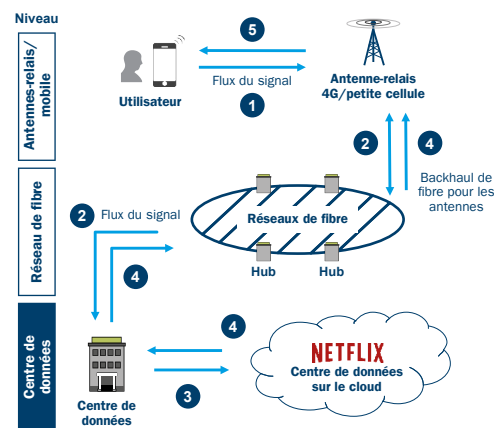 Niveau
Antennes-relais/
mobile
5
Flux du signal
1
Utilisateur
Antenne-relais
4G/petite cellule
2
4
Backhaul de
fibre pour les
antennes
Réseau de fibre
2
Flux du signal
4
Réseaux de fibre
Hub
Hub
Centre de
données
4
3
Centre de
données
NETFLIX
Centre de données
sur le cloud